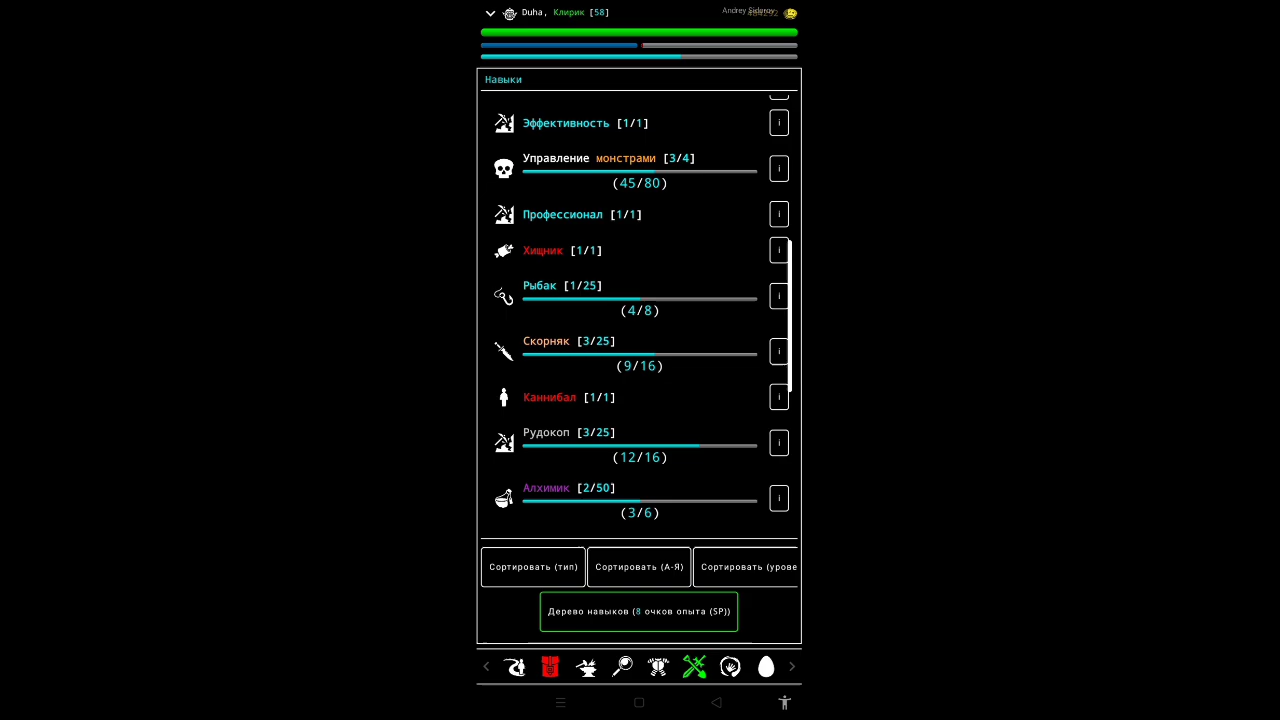 Duha, Клирик [58]
Andrey Sidorov
Навыки
Эффективность [1/1]
i
Управление монстрами [3/4]
i
(45/80)
Профессионал [1/1]
i
Хищник [1/1]
i
Рыбак [1/25]
i
(4/8)
Скорняк [3/25]
i
(9/16)
Каннибал [1/1]
i
Рудокоп [3/25]
i
(12/16)
Алхимик [2/50]
i
(3/6)
Сортировать (тип) Сортировать (А-Я) Сортировать (урове
Дерево навыков (8 очков опыта (SP))